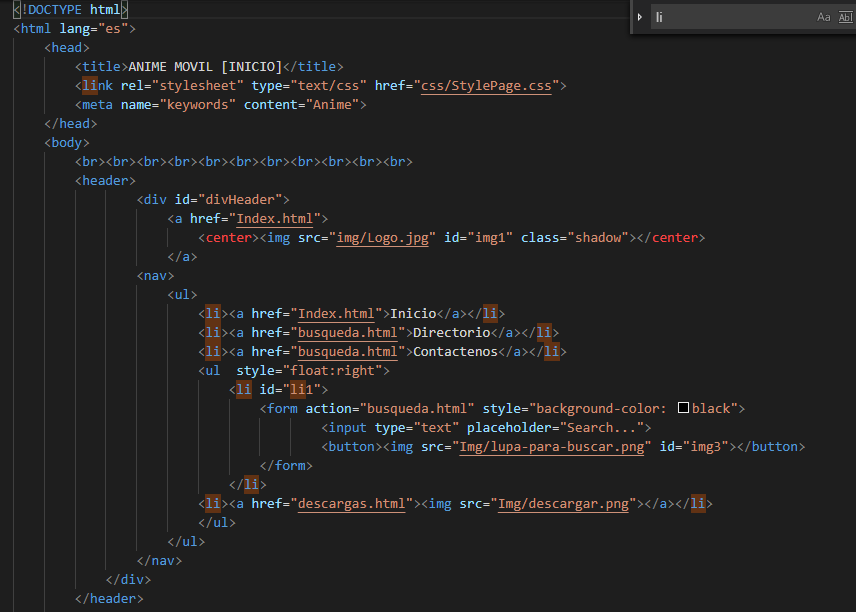 <!DOCTYPE html>
li
Aa Abl
<html lang="es">
<head>
<title>ANIME MOVIL [INICIO]</title>
<link rel="stylesheet" type="text/css" href="css/StylePage.css">
<meta name="keywords" content="Anime">
</head>
<body>
<br><br><br><br><br><br><br><br><br><br><br>
<header>
<div id="divHeader">
<a href="Index.html">
<center><img src="img/Logo.jpg" id="img1" class="shadow"></center>
</a>
<nav>
<ul>
<li><a href="Index.html">Inicio</a></li>
<li><a href="busqueda.html">Directorio</a></li>
<li><a href="busqueda.html">Contactenos</a></li>
<ul  style="float:right">
<li id="li1">
<form action="busqueda.html" style="background-color: black">
<input type="text" placeholder="Search...">
<button><img src="Img/lupa-para-buscar.png" id="img3"></button>
</form>
</li>
<li><a href="descargas.html"><img src="Img/descargar.png"></a></li>
</ul>
</ul>
</nav>
</div>
</header>